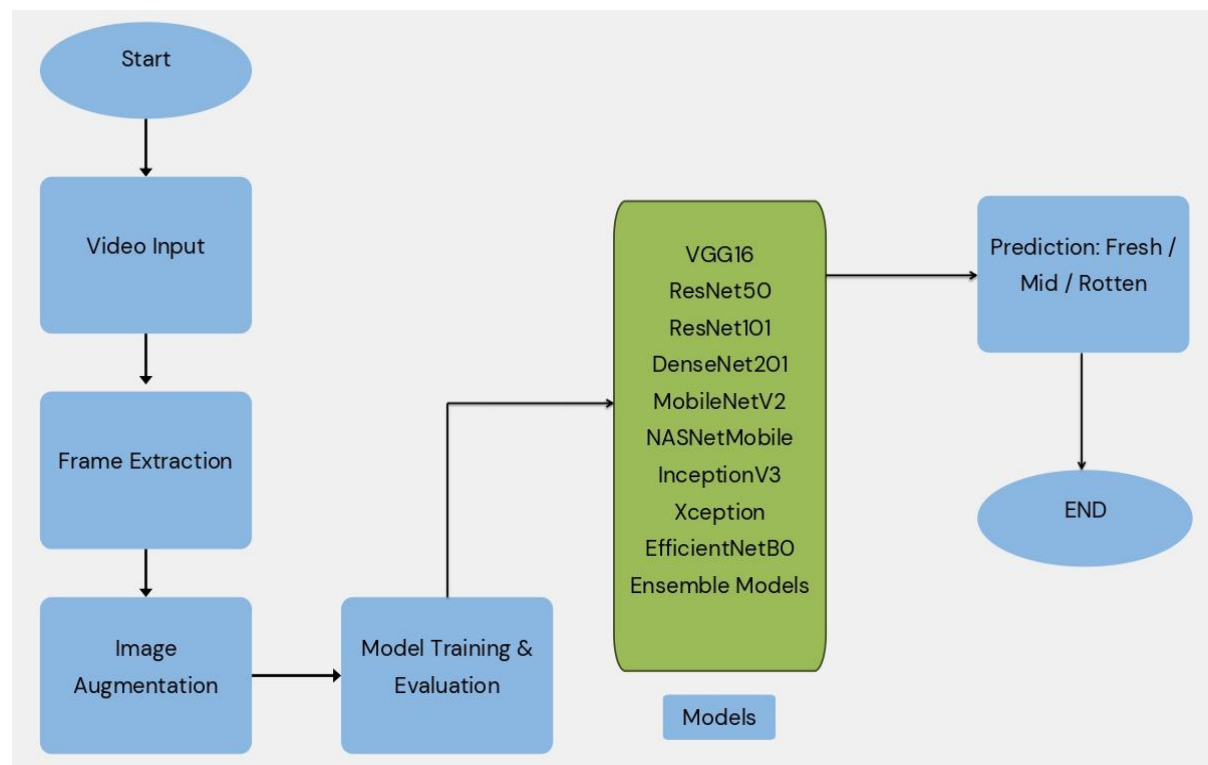 Start
Video Input
Frame Extraction
Image
Augmentation
Model Training &
Evaluation
VGG16
ResNet50
ResNet101
DenseNet201
MobileNetV2
NASNetMobile
InceptionV3
Xception
EfficientNetB0
Ensemble Models
Models
Prediction: Fresh /
Mid / Rotten
END